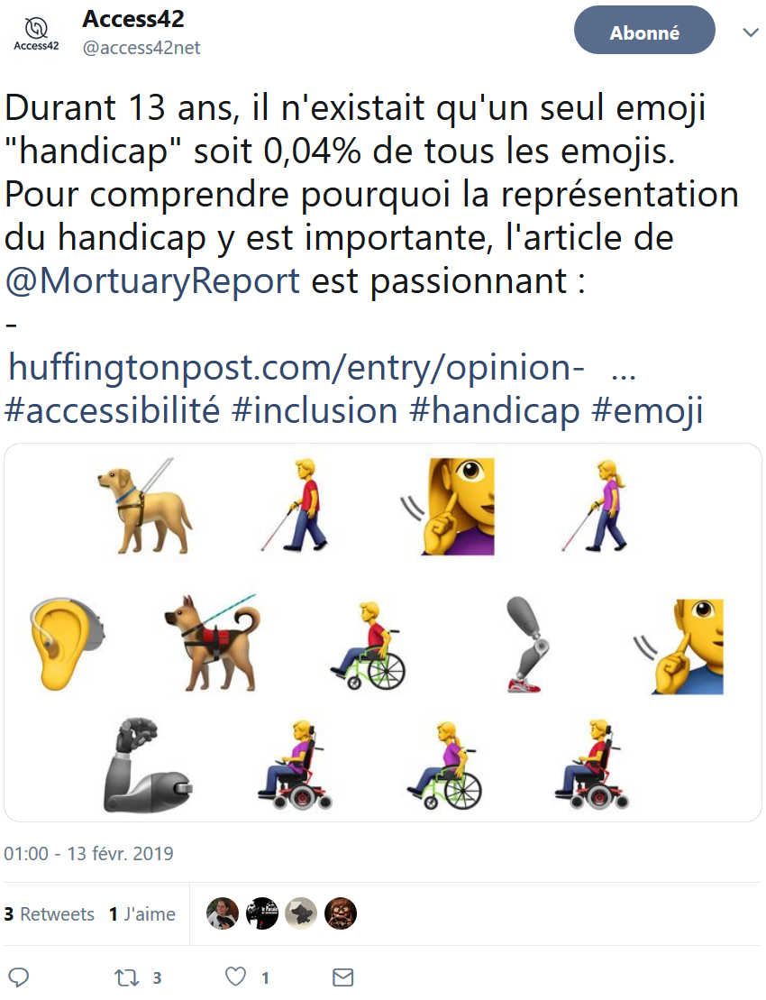 Access42
Access42
@access42net
Abonné
Durant 13 ans, il n'existait qu'un seul emoji
"handicap" soit 0,04% de tous les emojis.
Pour comprendre pourquoi la représentation
du handicap y est importante, l'article de
@MortuaryReport est passionnant :
-
huffingtonpost.com/entry/opinion- ...
#accessibilité #inclusion #handicap #emoji
01:00 - 13 févr. 2019
3 Retweets 1 J'aime
3 1